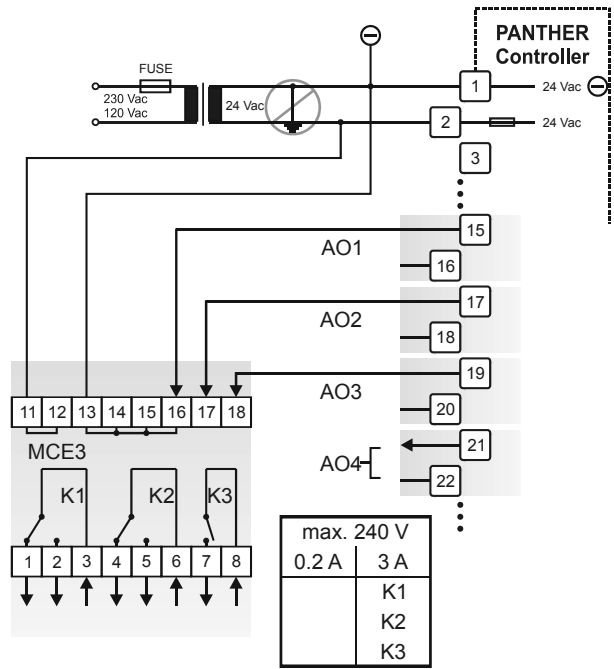 PANTHER
Controller
FUSE
230 Vac
120 Vac
24 Vac
1
24 Vac
2
24 Vac
3
AO1
15
16
AO2
17
18
AO3
19
20
AO4
21
22
11 12 13 14 15 16 17 18
MCE3
K1 K2 K3
1 2 3 4 5 6 7 8
max. 240 V
0.2 A 3 A
K1
K2
K3